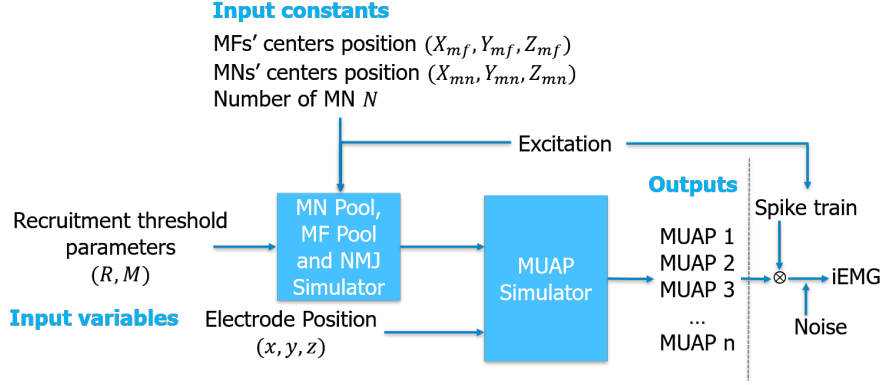 Input constants
MFs' centers position (X_mf, Y_mf, Z_mf)
MNs' centers position (X_mn, Y_mn, Z_mn)
Number of MN N
Excitation
Outputs
Recruitment threshold
parameters
(R, M)
MN Pool,
MF Pool
and NMJ
Simulator
MUAP
Simulator
MUAP 1
MUAP 2
MUAP 3
...
MUAP n
Spike train
⊗
iEMG
Noise
Input variables
Electrode Position
(x, y, z)